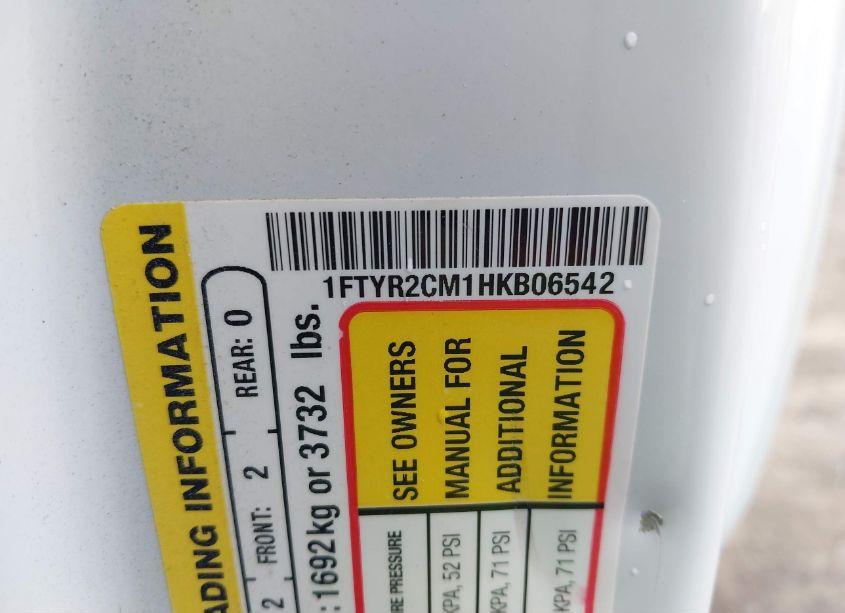 1FTYR2CM1HKB06542
ADING INFORMATION
2 FRONT: 2 REAR: 0
: 1692kg or 3732 lbs.
SEE OWNERS
MANUAL FOR
ADDITIONAL
INFORMATION
RE PRESSURE
KPA, 52 PSI
KPA, 71 PSI
KPA, 71 PSI